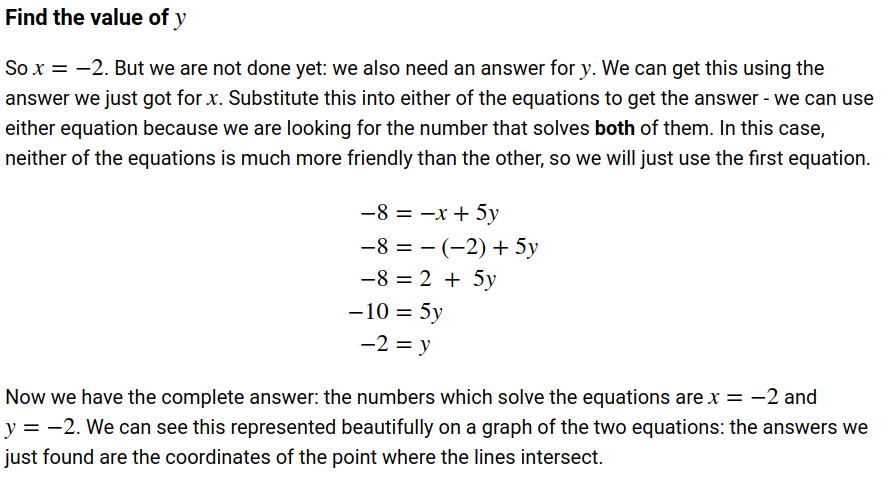 Find the value of y
So x = −2. But we are not done yet: we also need an answer for y. We can get this using the
answer we just got for x. Substitute this into either of the equations to get the answer - we can use
either equation because we are looking for the number that solves both of them. In this case,
neither of the equations is much more friendly than the other, so we will just use the first equation.
−8 = −x + 5y
−8 = − (−2) + 5y
−8 = 2 + 5y
−10 = 5y
−2 = y
Now we have the complete answer: the numbers which solve the equations are x = −2 and
y = −2. We can see this represented beautifully on a graph of the two equations: the answers we
just found are the coordinates of the point where the lines intersect.